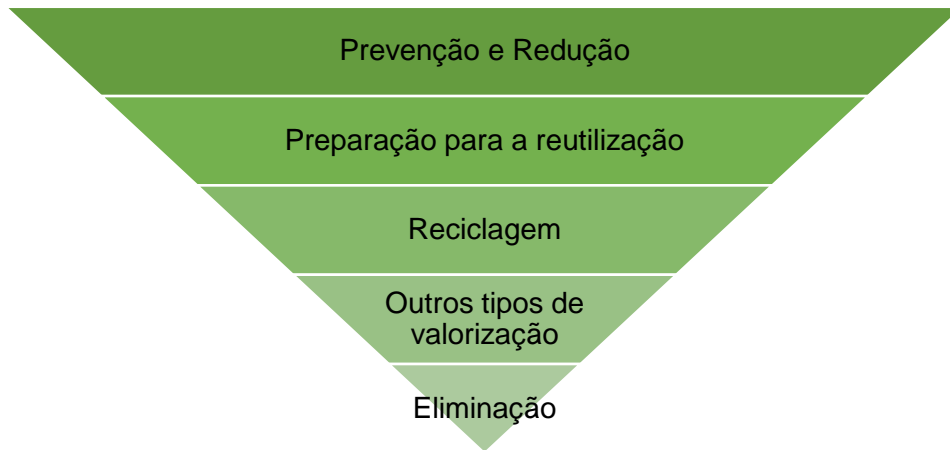 Prevenção e Redução
Preparação para a reutilização
Reciclagem
Outros tipos de
valorização
Eliminação